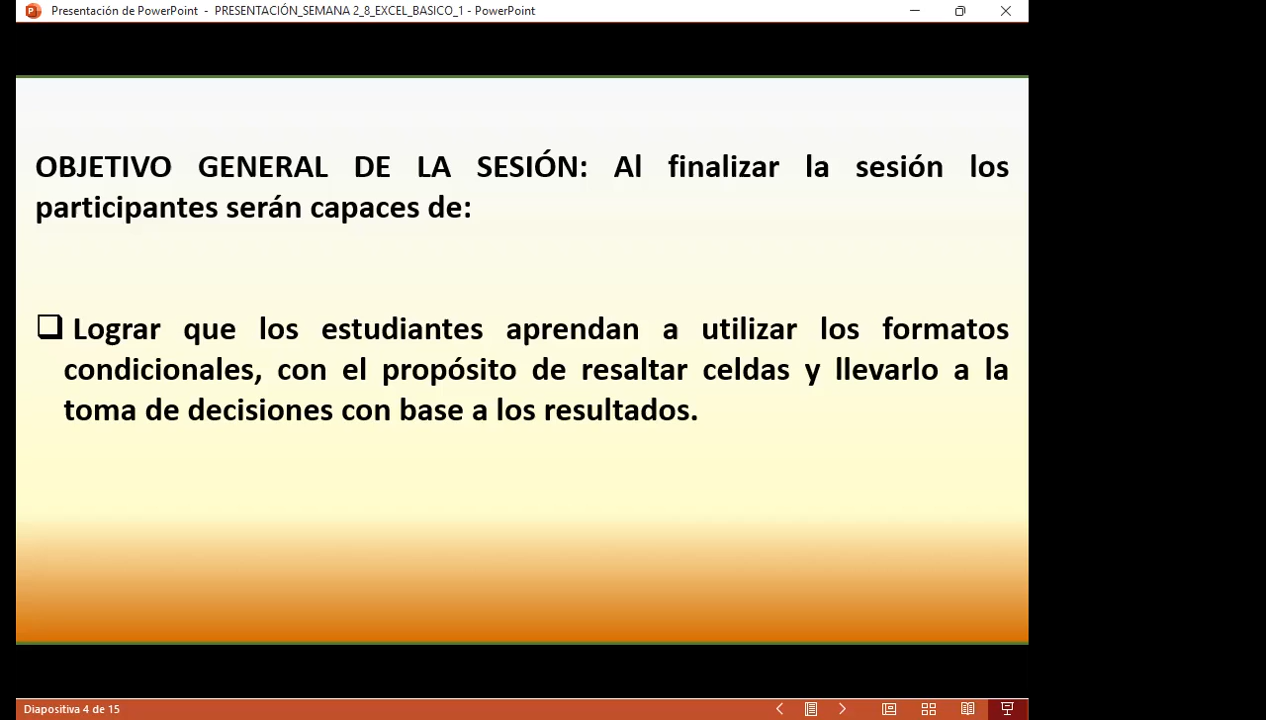 Presentación de PowerPoint - PRESENTACIÓN_SEMANA 2_8_EXCEL_BASICO_1 - PowerPoint
OBJETIVO GENERAL DE LA SESIÓN: Al finalizar la sesión los
participantes serán capaces de:
Lograr que los estudiantes aprendan a utilizar los formatos
condicionales, con el propósito de resaltar celdas y llevarlo a la
toma de decisiones con base a los resultados.
Diapositiva 4 de 15